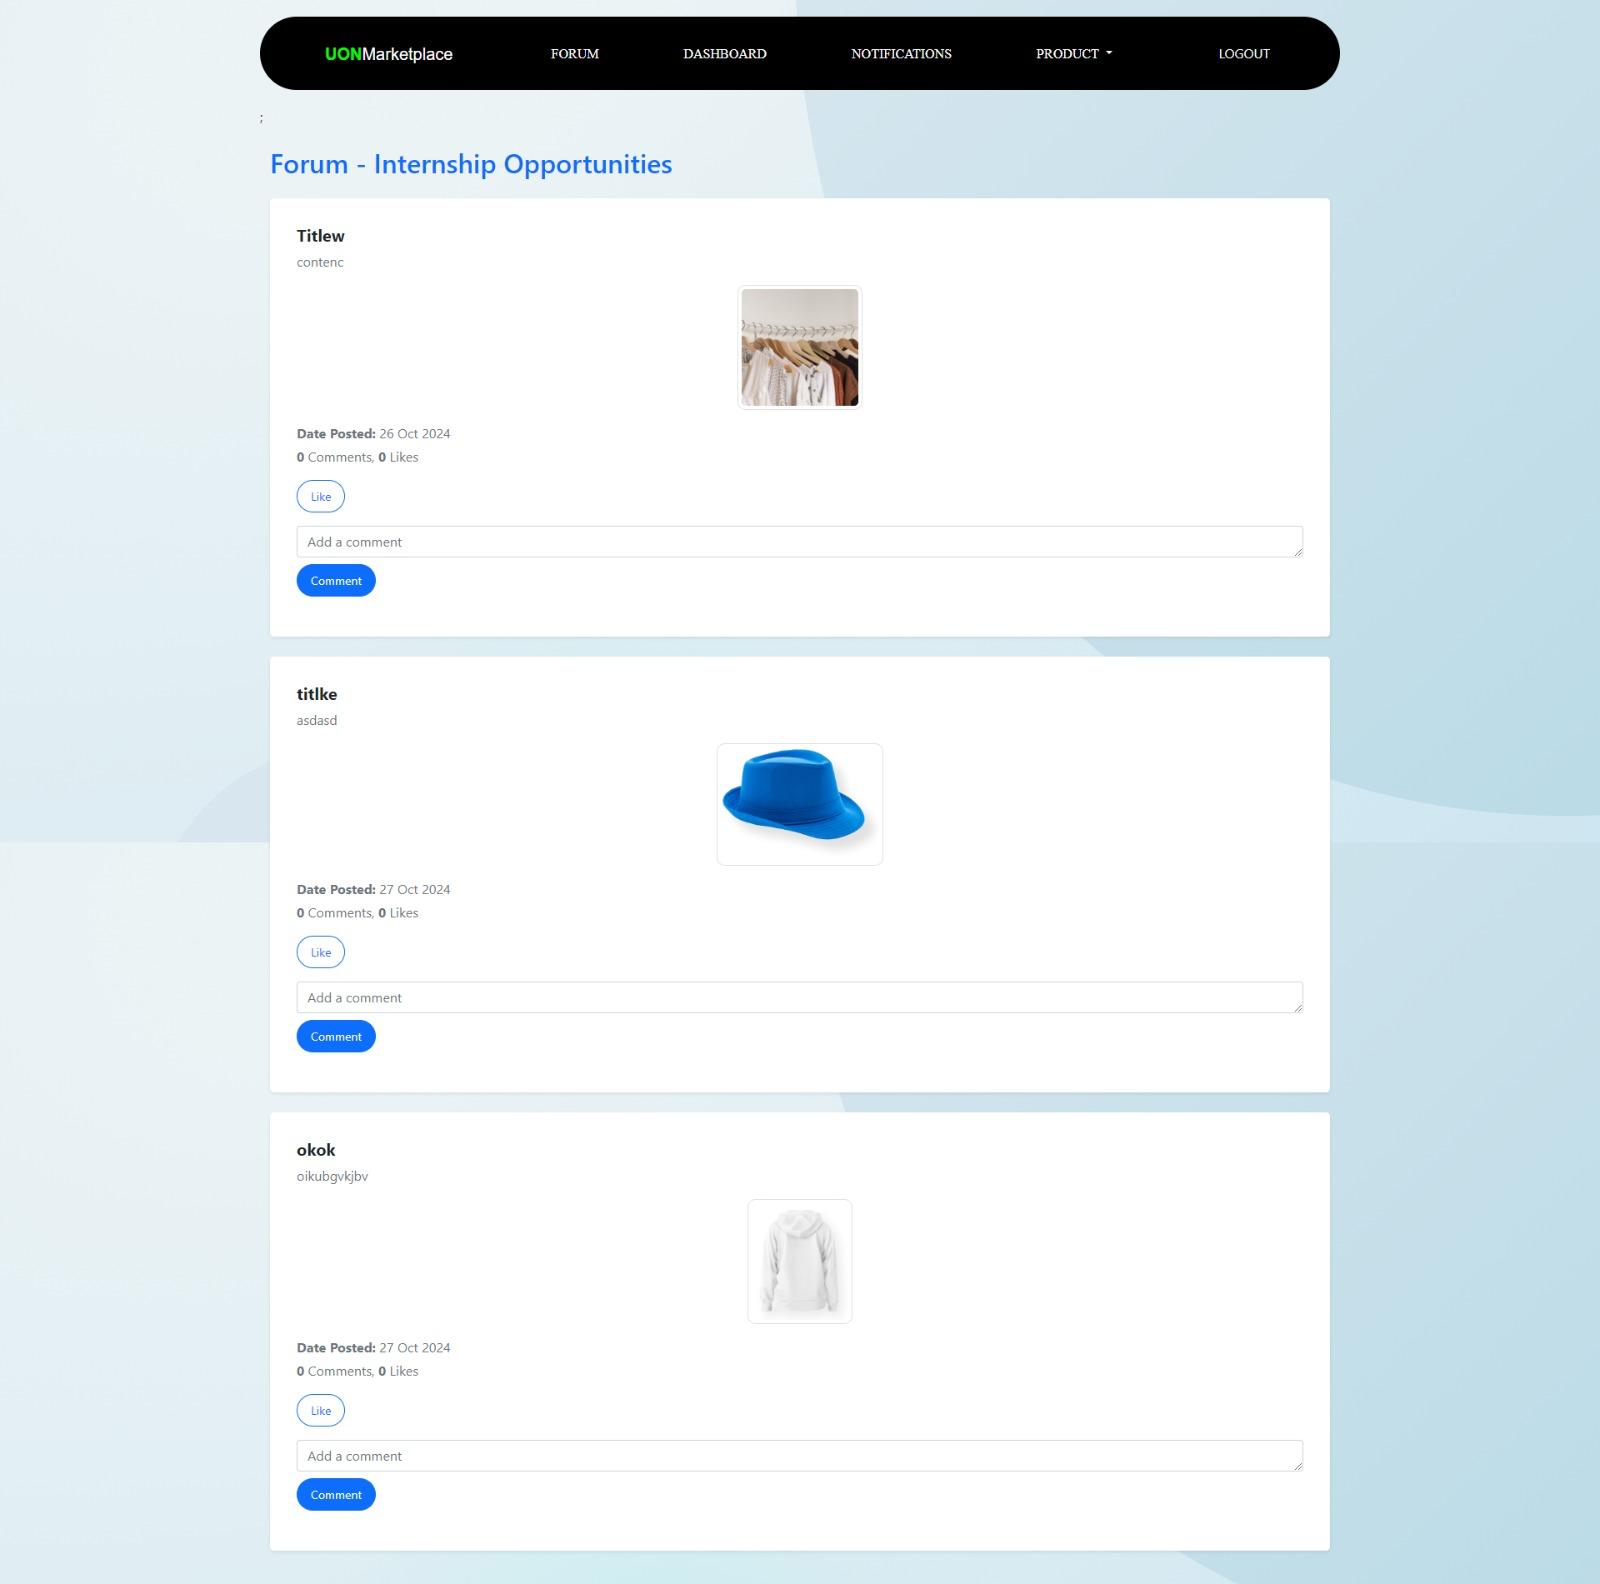 UONMarketplace FORUM DASHBOARD NOTIFICATIONS PRODUCT LOGOUT
;
Forum - Internship Opportunities
Titlew
contenc
Date Posted: 26 Oct 2024
0 Comments, 0 Likes
Like
Add a comment
Comment
titlke
asdasd
Date Posted: 27 Oct 2024
0 Comments, 0 Likes
Like
Add a comment
Comment
okok
oikubgvkjbv
Date Posted: 27 Oct 2024
0 Comments, 0 Likes
Like
Add a comment
Comment